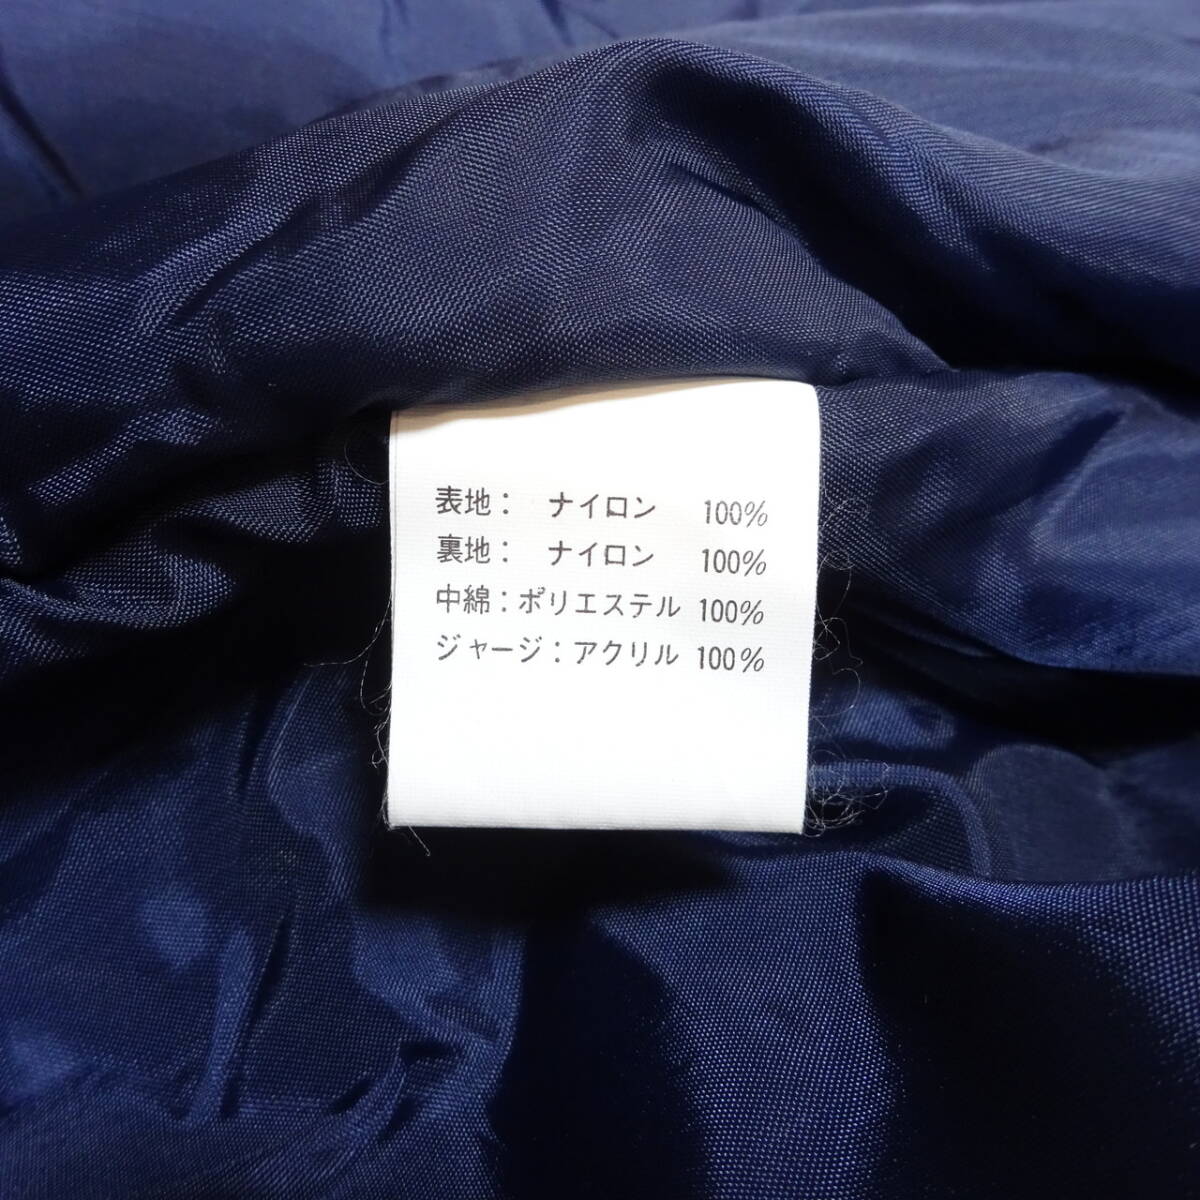 表地: ナイロン 100%
裏地: ナイロン 100%
中綿:ポリエステル 100%
ジャージ:アクリル 100%